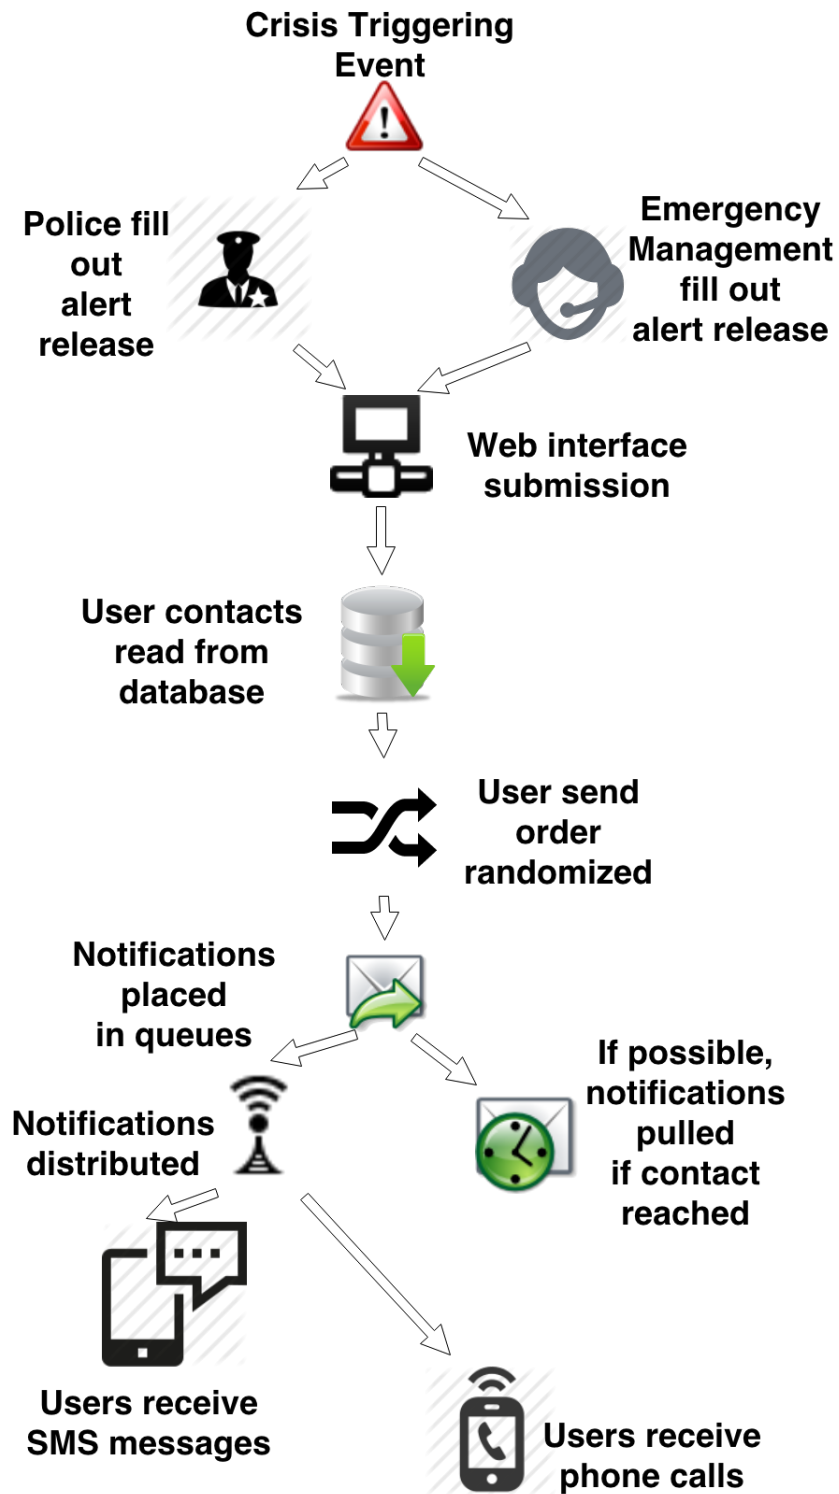 Crisis Triggering
Event
Police fill
out
alert
release
Emergency
Management
fill out
alert release
Web interface
submission
User contacts
read from
database
User send
order
randomized
Notifications
placed
in queues
If possible,
notifications
pulled
if contact
reached
Notifications
distributed
Users receive
SMS messages
Users receive
phone calls